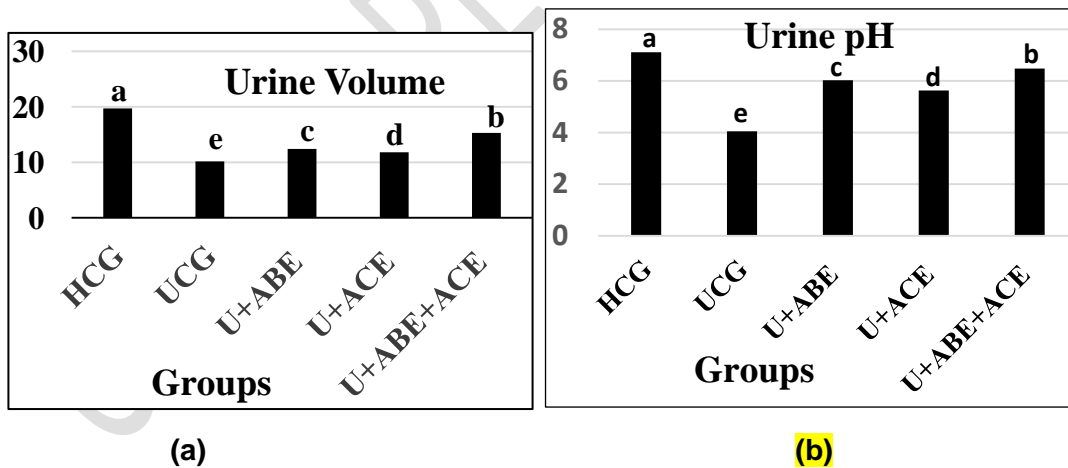 Urine Volume
30
20
10
0
a
e
c
d
b
HCG
UCG
U+ABE
U+ACE
U+ABE+ACE
Groups
(a)
Urine pH
8
6
4
2
0
a
e
c
d
b
HCG
UCG
U+ABE
U+ACE
U+ABE+ACE
Groups
(b)